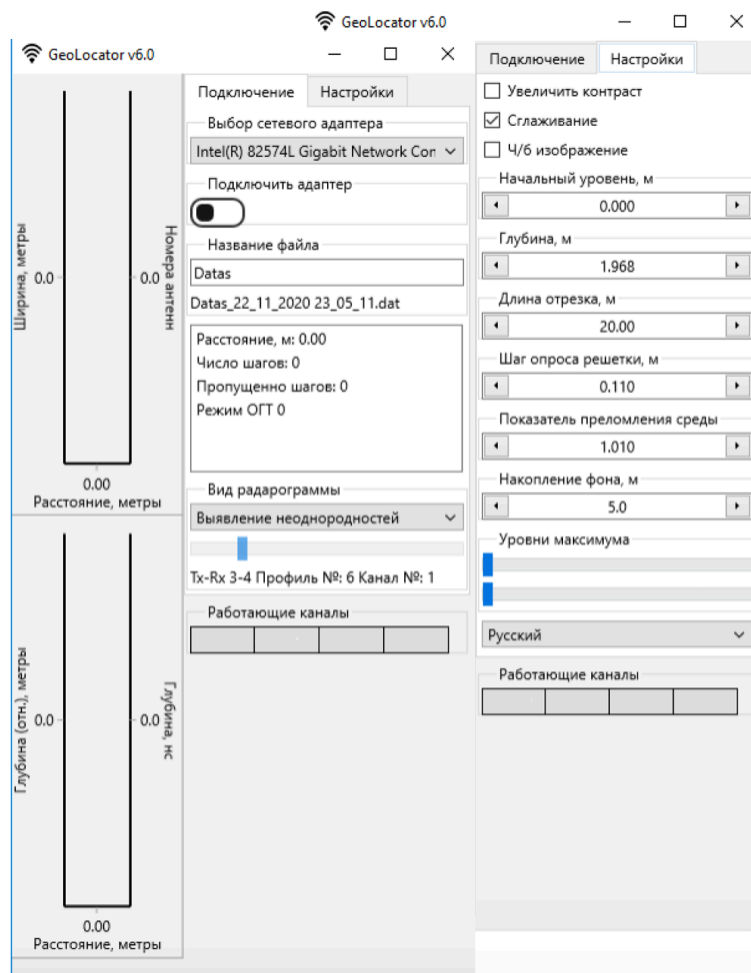 GeoLocator v6.0
GeoLocator v6.0
Ширина, метры
0.0
0.0
Номера антенн
0.00
Расстояние, метры
Глубина (отн.), метры
0.0
0.0
Глубина, нс
0.00
Расстояние, метры
Подключение
Настройки
Выбор сетевого адаптера
Intel(R) 82574L Gigabit Network Con
Подключить адаптер
Название файла
Datas
Datas_22_11_2020 23_05_11.dat
Расстояние, м: 0.00
Число шагов: 0
Пропущенно шагов: 0
Режим ОГТ 0
Вид радарограммы
Выявление неоднородностей
Tx-Rx 3-4 Профиль №: 6 Канал №: 1
Работающие каналы
Подключение
Настройки
Увеличить контраст
Сглаживание
Ч/б изображение
Начальный уровень, м
0.000
Глубина, м
1.968
Длина отрезка, м
20.00
Шаг опроса решетки, м
0.110
Показатель преломления среды
1.010
Накопление фона, м
5.0
Уровни максимума
Русский
Работающие каналы